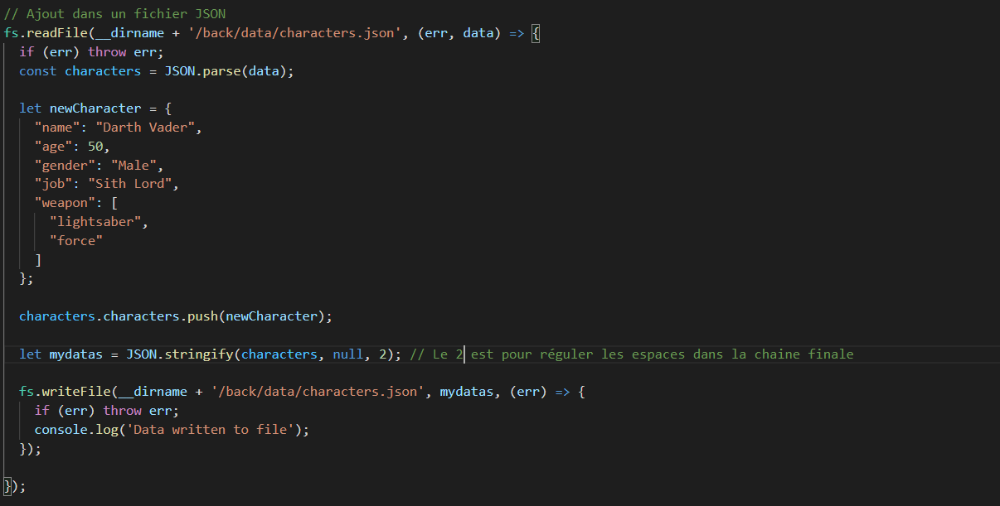 // Ajout dans un fichier JSON
fs.readFile(__dirname + '/back/data/characters.json', (err, data) => {
if (err) throw err;
const characters = JSON.parse(data);
let newCharacter = {
"name": "Darth Vader",
"age": 50,
"gender": "Male",
"job": "Sith Lord",
"weapon": [
"lightsaber",
"force"
]
};
characters.characters.push(newCharacter);
let mydatas = JSON.stringify(characters, null, 2); // Le 2 est pour réguler les espaces dans la chaine finale
fs.writeFile(__dirname + '/back/data/characters.json', mydatas, (err) => {
if (err) throw err;
console.log('Data written to file');
});
});